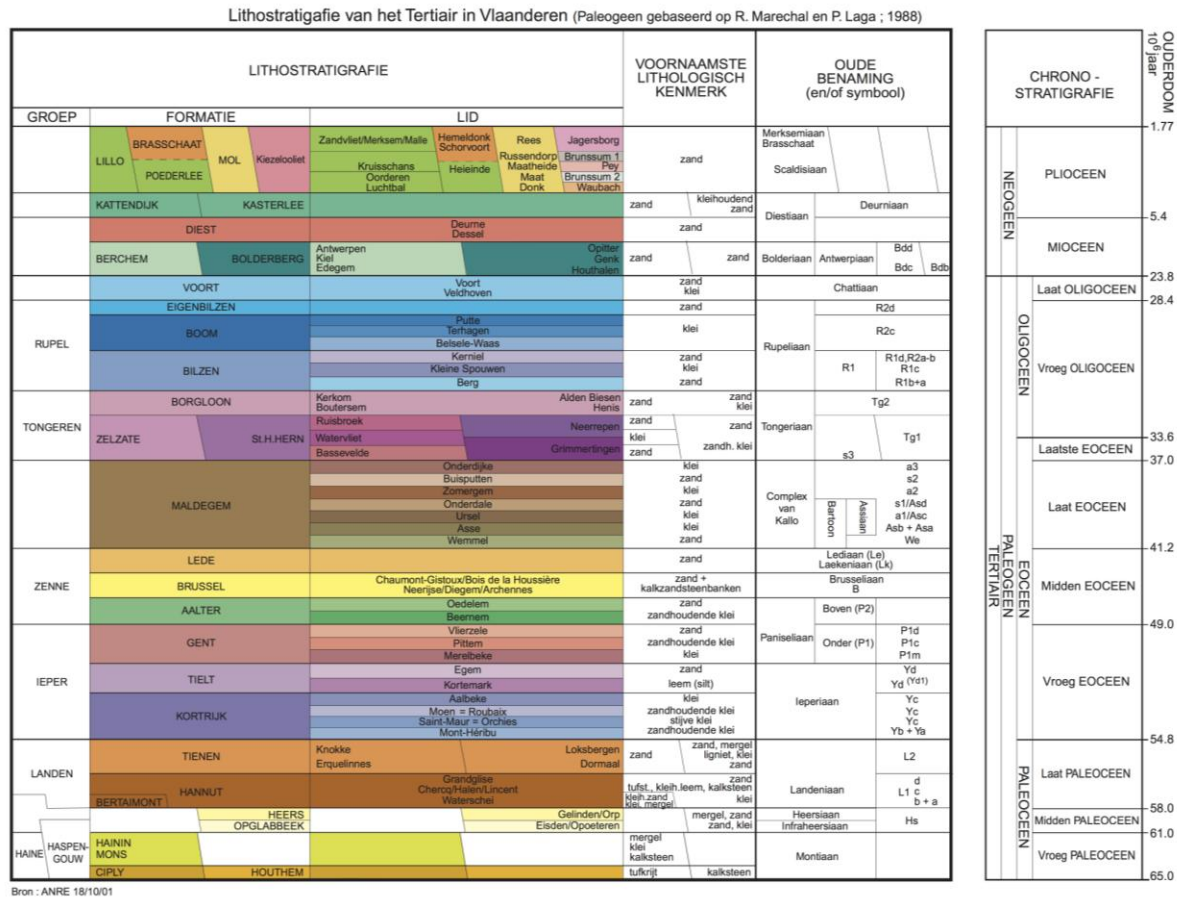 Lithostratigafie van het Tertiair in Vlaanderen (Paleogeen gebaseerd op R. Marechal en P. Laga ; 1988)
LITHOSTRATIGRAFIE
VOORNAAMSTE
LITHOLOGISCH
KENMERK
OUDE
BENAMING
(en/of symbool)
CHRONO -
STRATIGRAFIE
OUDERDOM
10⁶ jaar
GROEP FORMATIE LID
LILLO BRASSCHAAT MOL Kiezelooliet
POEDERLEE
Zandvliet/Merksem/Malle Hemeldonk Rees Jagersborg
Schorvoort
Russendorp Brunssum 1
Kruisschans Heieinde Maatheide Pey
Oorderen Maat Brunssum 2
Luchtbal Donk Waubach
zand
Merksemiaan
Brasschaat
Scaldisiaan
KATTENDIJK KASTERLEE
zand kleihoudend
zand
Diestiaan Deurniaan
DIEST
Deurne
Dessel
zand
BERCHEM BOLDERBERG
Antwerpen Opitter
Kiel Genk
Edegem Houthalen
zand zand
Bolderiaan Antwerpiaan Bdd
Bdc Bdb
VOORT
Voort
Veldhoven
zand
klei
Chattiaan
RUPEL
EIGENBILZEN zand R2d
BOOM
Putte
Terhagen
Belsele-Waas
klei
R2c
Rupeliaan
BILZEN
Kerniel zand R1d,R2a-b
Kleine Spouwen klei R1 R1c
Berg zand R1b+a
TONGEREN
BORGLOON
Kerkom Alden Biesen
Boutersem Henis
zand zand
klei
Tg2
Tongeriaan
ZELZATE St.H.HERN
Ruisbroek Neerrepen
Watervliet
Bassevelde Grimmertingen
zand zand
klei
zand zandh. klei
Tg1
s3
MALDEGEM
Onderdijke klei a3
Buisputten zand s2
Zomergem klei a2
Onderdale zand s1/Asd
Ursel klei a1/Asc
Asse klei Asb + Asa
Wemmel zand We
Complex
van
Kallo
Bartoon
Assiaan
ZENNE
LEDE zand
Lediaan (Le)
Laekeniaan (Lk)
BRUSSEL
Chaumont-Gistoux/Bois de la Houssière
Neerijse/Diegem/Archennes
zand +
kalkzandsteenbanken
Brusseliaan
B
AALTER
Oedelem zand
Beernem zandhoudende klei
Boven (P2)
Paniseliaan
IEPER
GENT
Vlierzele zand P1d
Pittem zandhoudende klei Onder (P1) P1c
Merelbeke klei P1m
TIELT
Egem zand Yd
Kortemark leem (silt) Yd (Yd1)
Ieperiaan
KORTRIJK
Aalbeke klei Yc
Moen = Roubaix zandhoudende klei Yc
Saint-Maur = Orchies stijve klei Yc
Mont-Héribu zandhoudende klei Yb + Ya
LANDEN
TIENEN
Knokke Loksbergen
Erquelinnes Dormaal
zand zand, mergel
ligniet, klei
zand
L2
HANNUT
BERTAIMONT
Grandglise
Chercq/Halen/Lincent
Waterschei
zand
tufst., kleih.leem, kalksteen
kleih.zand
klei, mergel klei
Landeniaan
L1
d
c
b + a
HAINE
HASPEN-
GOUW
HEERS Gelinden/Orp mergel, zand Heersiaan
OPGLABBEEK Eisden/Opoeteren zand, klei Infraheersiaan
Hs
HAININ
MONS
mergel
klei
kalksteen
Montiaan
CIPLY HOUTHEM tufkrijt kalksteen
TERTIAIR
NEOGEEN
PALEOGEEN
OLIGOCEEN
EOCEEN
PALEOCEEN
1.77
PLIOCEEN
5.4
MIOCEEN
23.8
Laat OLIGOCEEN
28.4
Vroeg OLIGOCEEN
33.6
Laatste EOCEEN
37.0
Laat EOCEEN
41.2
Midden EOCEEN
49.0
Vroeg EOCEEN
54.8
Laat PALEOCEEN
58.0
Midden PALEOCEEN
61.0
Vroeg PALEOCEEN
65.0
Bron : ANRE 18/10/01